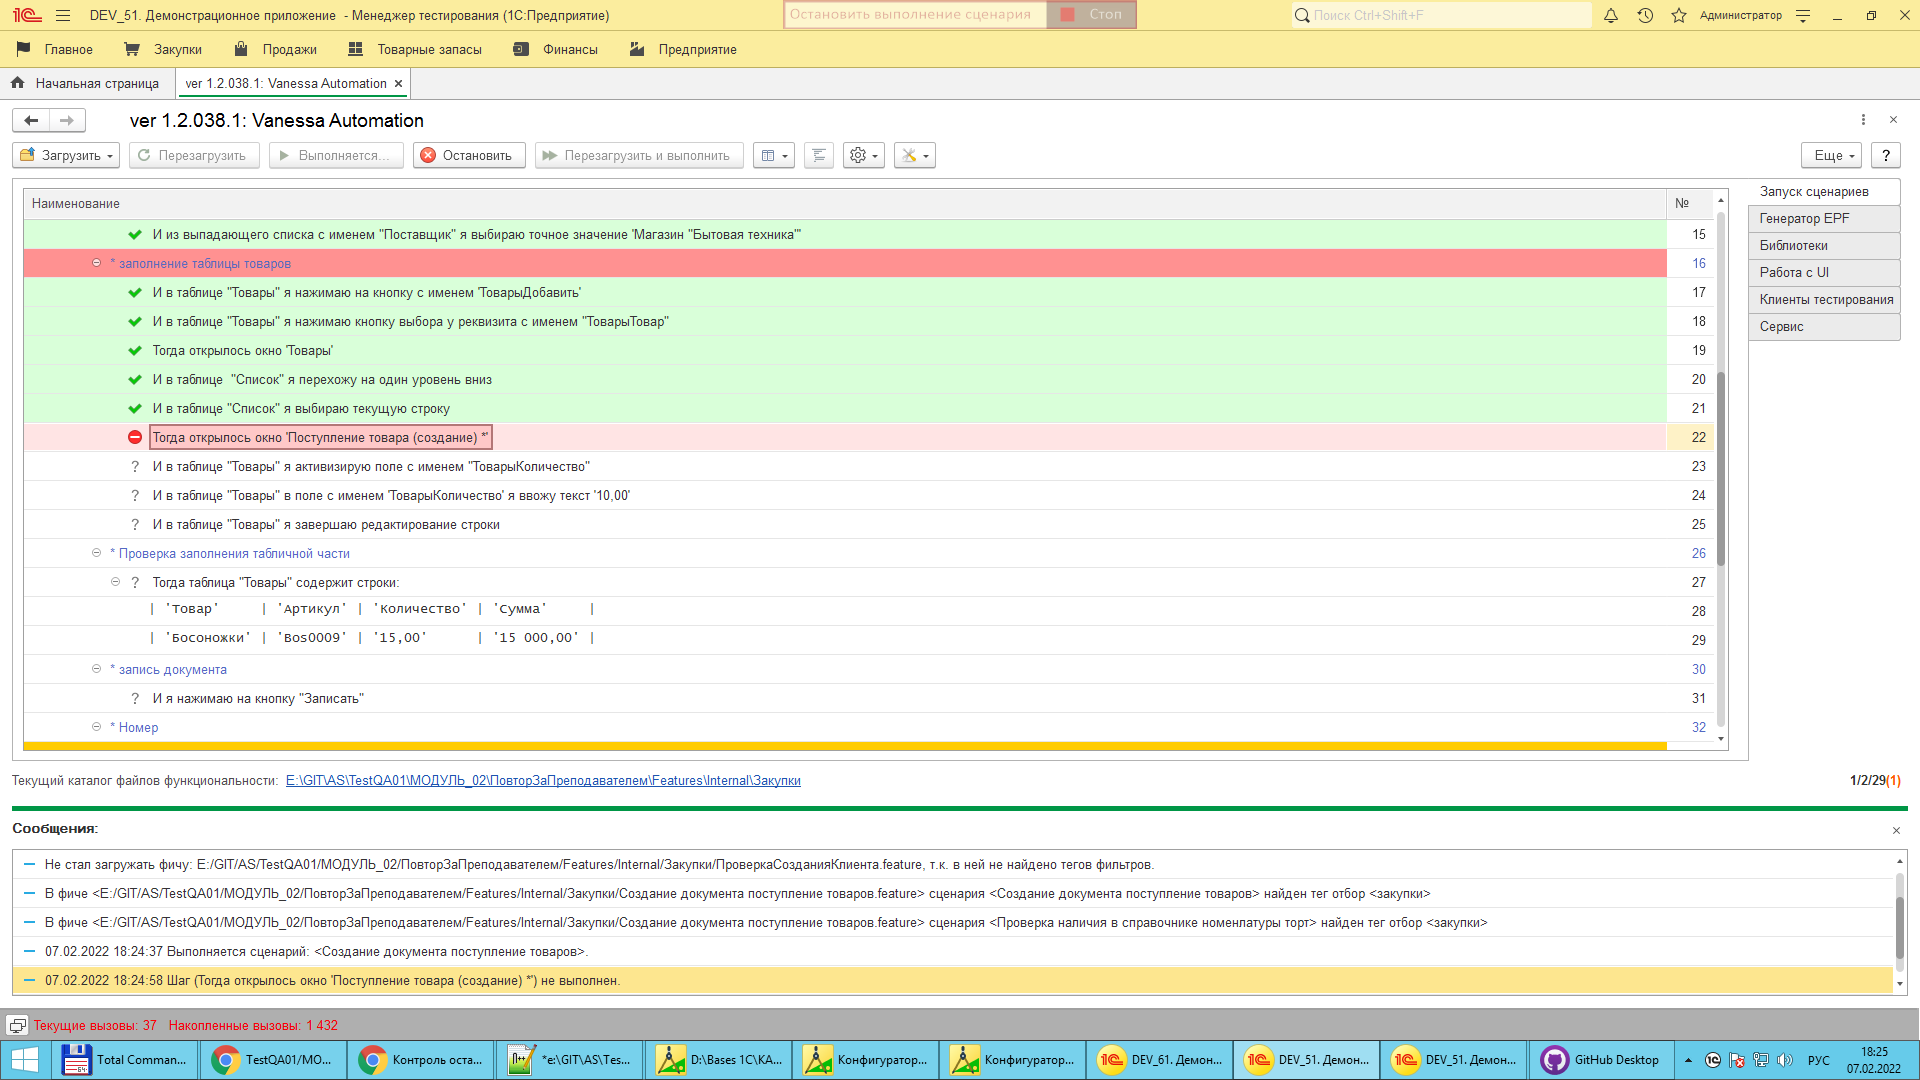 DEV_51. Демонстрационное приложение - Менеджер тестирования (1С:Предприятие)
Остановить выполнение сценария
Стоп
Поиск Ctrl+Shift+F
Администратор
Главное
Закупки
Продажи
Товарные запасы
Финансы
Предприятие
Начальная страница
ver 1.2.038.1: Vanessa Automation
ver 1.2.038.1: Vanessa Automation
Загрузить
Перезагрузить
Выполняется...
Остановить
Перезагрузить и выполнить
Еще
?
Наименование №
И из выпадающего списка с именем "Поставщик" я выбираю точное значение 'Магазин "Бытовая техника"' 15
* заполнение таблицы товаров 16
И в таблице "Товары" я нажимаю на кнопку с именем 'ТоварыДобавить' 17
И в таблице "Товары" я нажимаю кнопку выбора у реквизита с именем "ТоварыТовар" 18
Тогда открылось окно 'Товары' 19
И в таблице  "Список" я перехожу на один уровень вниз 20
И в таблице "Список" я выбираю текущую строку 21
Тогда открылось окно 'Поступление товара (создание) *' 22
? И в таблице "Товары" я активизирую поле с именем "ТоварыКоличество" 23
? И в таблице "Товары" в поле с именем 'ТоварыКоличество' я ввожу текст '10,00' 24
? И в таблице "Товары" я завершаю редактирование строки 25
* Проверка заполнения табличной части 26
? Тогда таблица "Товары" содержит строки: 27
| 'Товар' | 'Артикул' | 'Количество' | 'Сумма' | 28
| 'Босоножки' | 'Bos0009' | '15,00' | '15 000,00' | 29
* запись документа 30
? И я нажимаю на кнопку "Записать" 31
* Номер 32
Запуск сценариев
Генератор EPF
Библиотеки
Работа с UI
Клиенты тестирования
Сервис
Текущий каталог файлов функциональности: E:\GIT\AS\TestQA01\МОДУЛЬ_02\ПовторЗаПреподавателем\Features\Internal\Закупки
1/2/29(1)
Сообщения:
Не стал загружать фичу: E:/GIT/AS/TestQA01/МОДУЛЬ_02/ПовторЗаПреподавателем/Features/Internal/Закупки/ПроверкаСозданияКлиента.feature, т.к. в ней не найдено тегов фильтров.
В фиче <E:/GIT/AS/TestQA01/МОДУЛЬ_02/ПовторЗаПреподавателем/Features/Internal/Закупки/Создание документа поступление товаров.feature> сценария <Создание документа поступление товаров> найден тег отбор <закупки>
В фиче <E:/GIT/AS/TestQA01/МОДУЛЬ_02/ПовторЗаПреподавателем/Features/Internal/Закупки/Создание документа поступление товаров.feature> сценария <Проверка наличия в справочнике номенлатуры торт> найден тег отбор <закупки>
07.02.2022 18:24:37 Выполняется сценарий: <Создание документа поступление товаров>.
07.02.2022 18:24:58 Шаг (Тогда открылось окно 'Поступление товара (создание) *') не выполнен.
Текущие вызовы: 37 Накопленные вызовы: 1 432
Total Comman...
TestQA01/МО...
Контроль оста...
*e:\GIT\AS\Tes...
D:\Bases 1C\КА...
Конфигуратор...
Конфигуратор...
DEV_61. Демон...
DEV_51. Демон...
DEV_51. Демон...
GitHub Desktop
РУС
18:25
07.02.2022